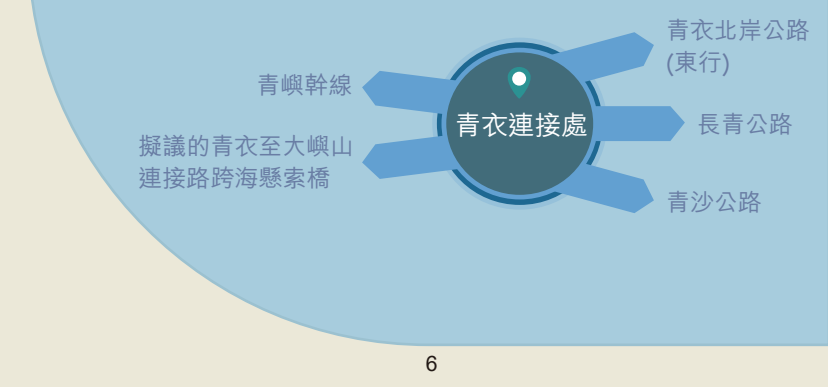 青衣北岸公路
(東行)
青嶼幹線
青衣連接處
長青公路
擬議的青衣至大嶼山
連接路跨海懸索橋
青沙公路
6